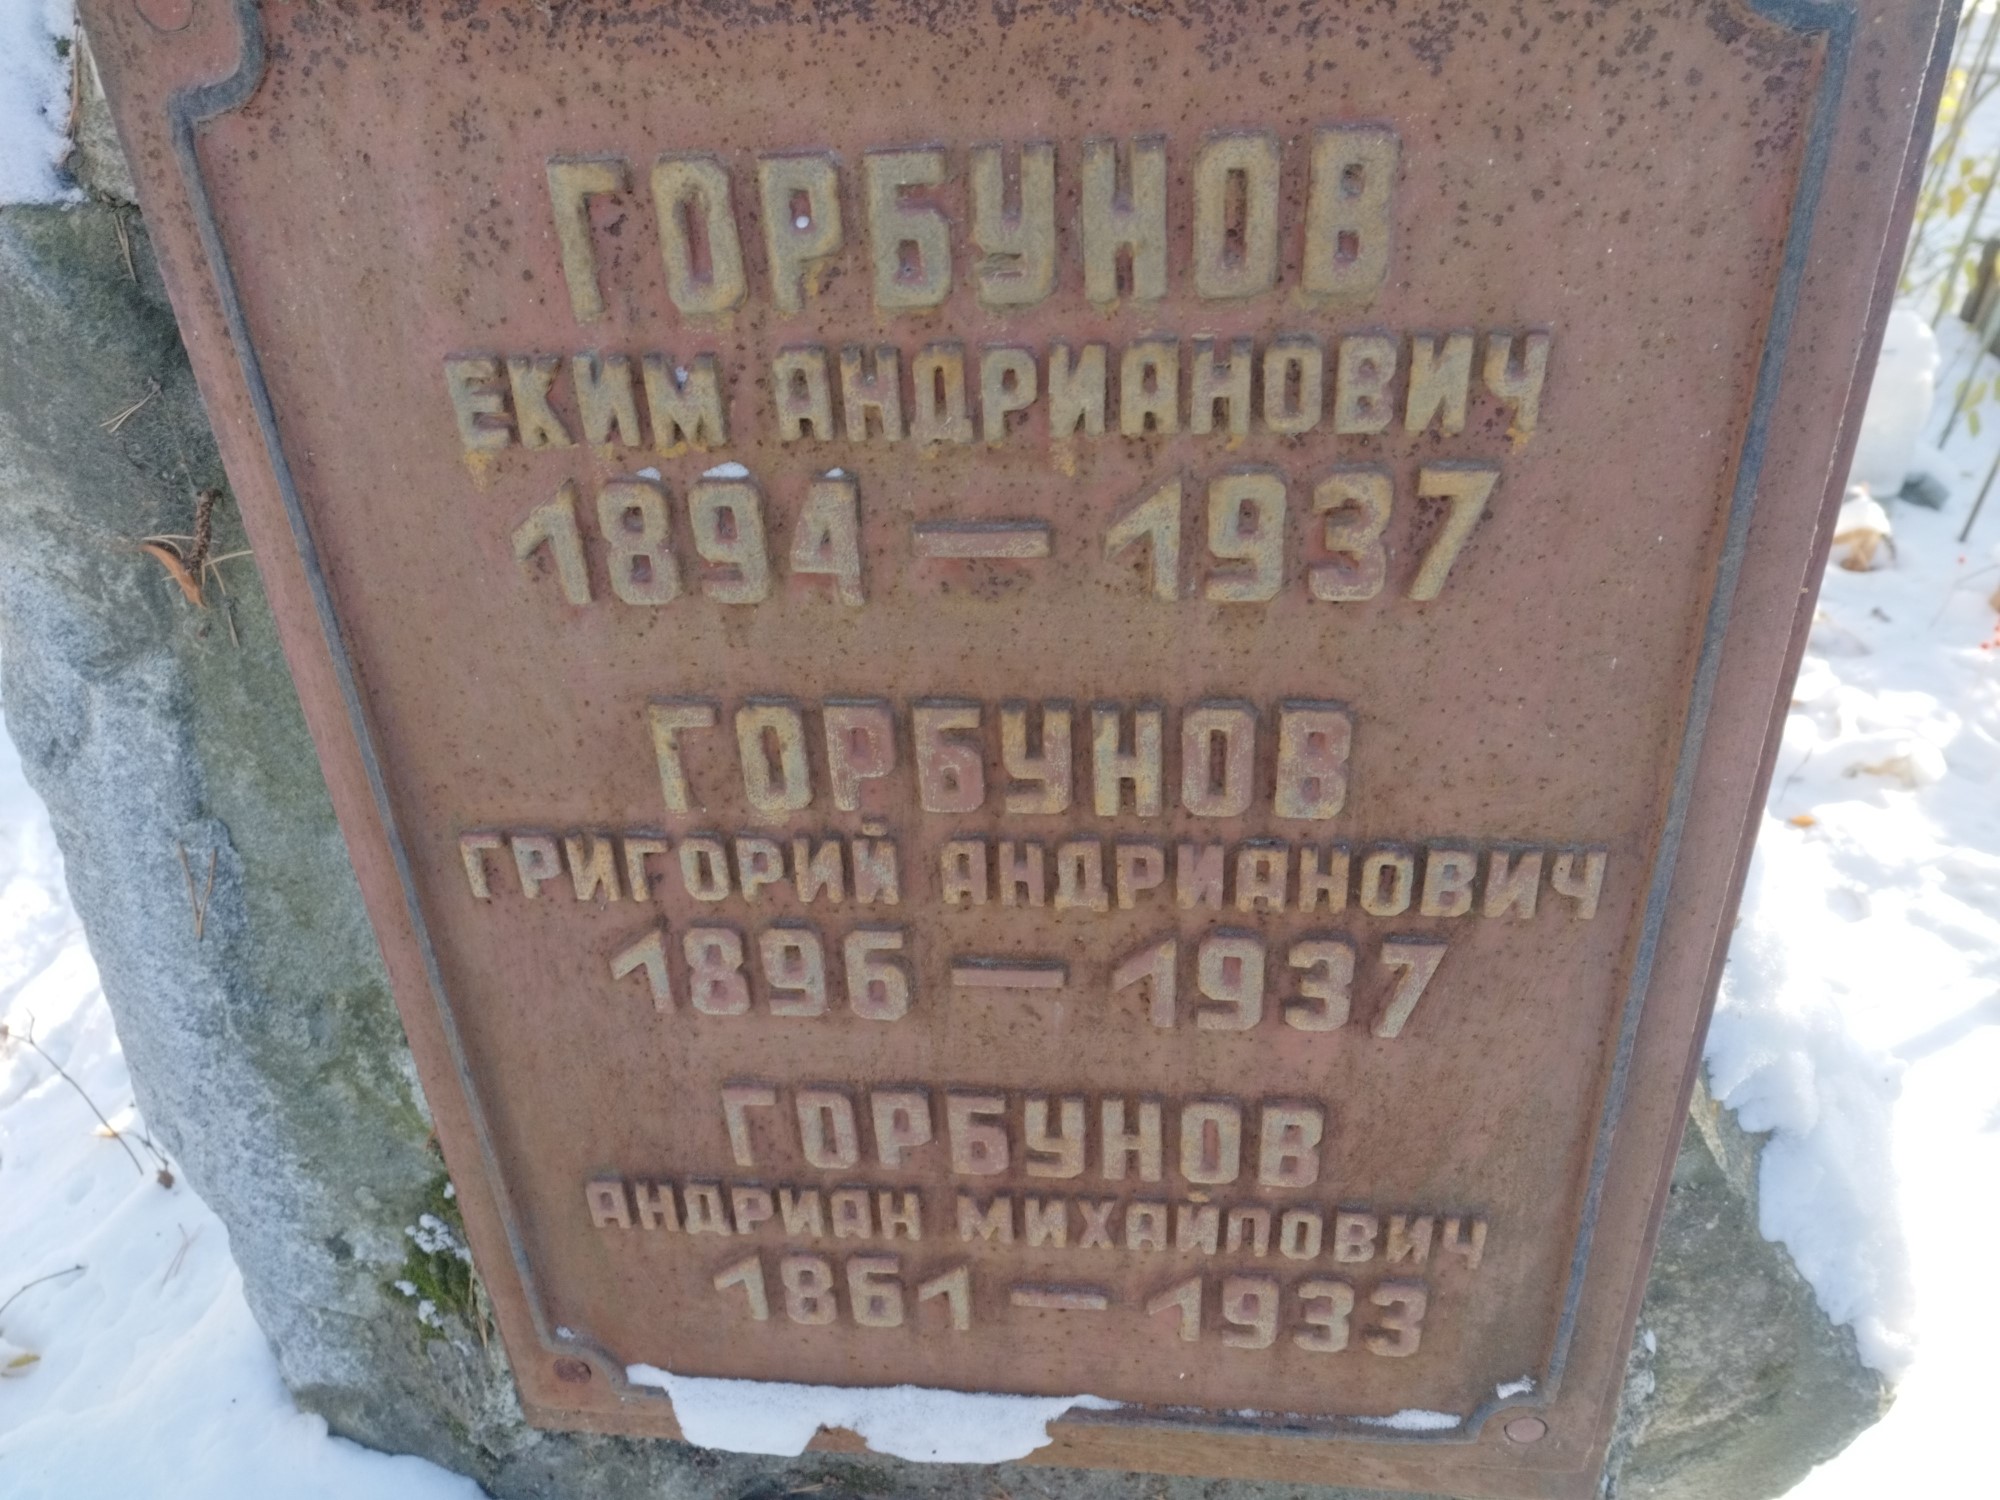 ГОРБУНОВ
ЕКИМ АНДРИАНОВИЧ
1894 — 1937
ГОРБУНОВ
ГРИГОРИЙ АНДРИАНОВИЧ
1896 — 1937
ГОРБУНОВ
АНДРИАН МИХАЙЛОВИЧ
1861 — 1933